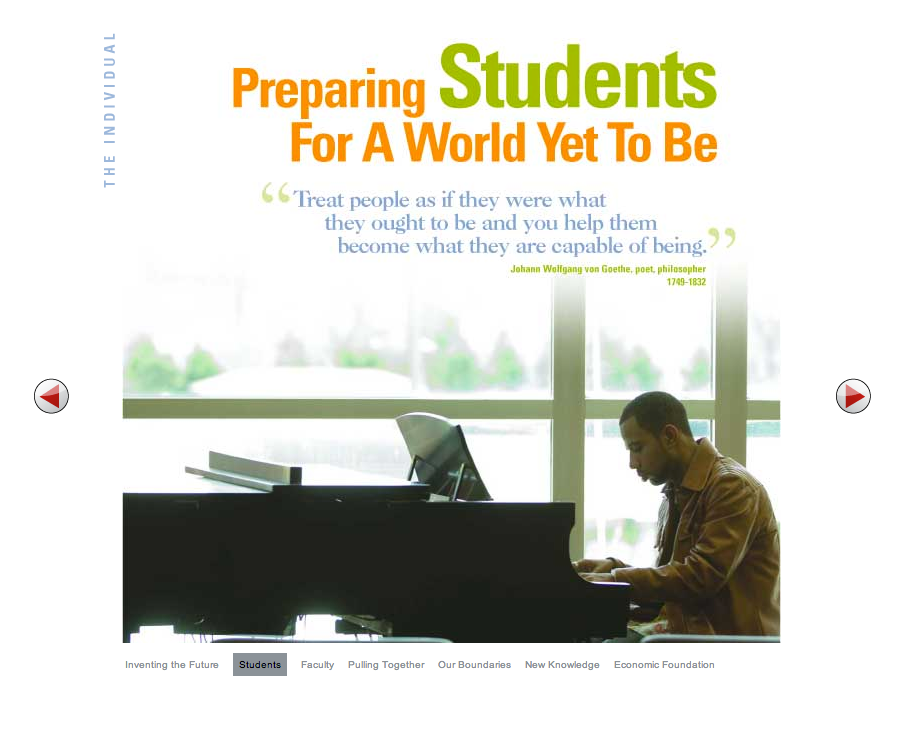 THE INDIVIDUAL
Preparing Students
For A World Yet To Be
“Treat people as if they were what
they ought to be and you help them
become what they are capable of being.”
Johann Wolfgang von Goethe, poet, philosopher
1749-1832
Inventing the Future Students Faculty Pulling Together Our Boundaries New Knowledge Economic Foundation